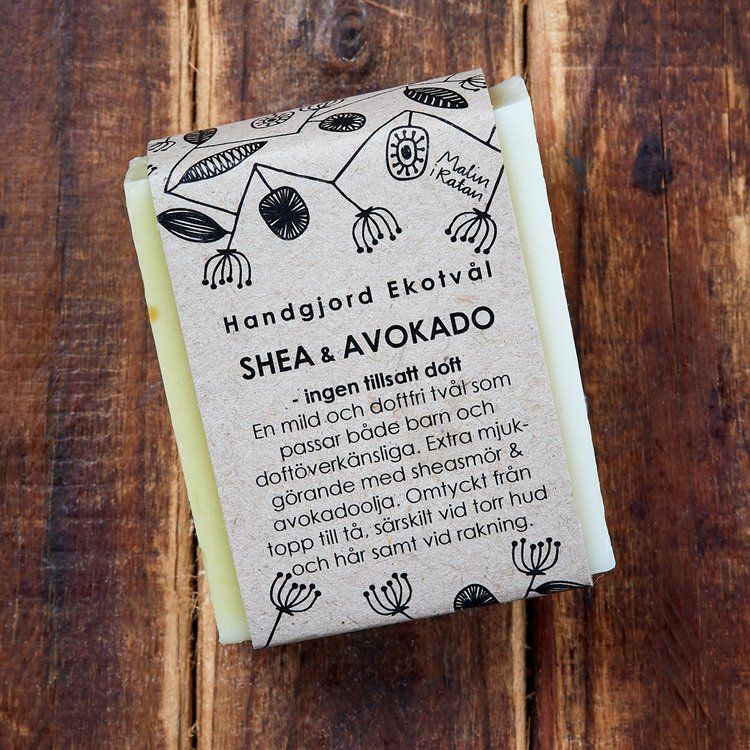 Malin
i Ratan
Handgjord Ekotvål
SHEA & AVOKADO
- ingen tillsatt doft
En mild och doftfri tvål som
passar både barn och
doftöverkänsliga. Extra mjuk-
görande med sheasmör &
avokadoolja. Omtyckt från
topp till tå, särskilt vid torr hud
och hår samt vid rakning.